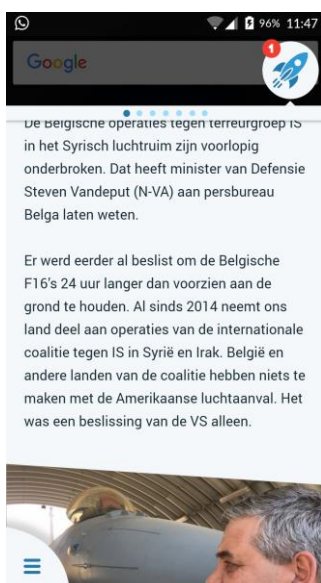 96% 11:47
Google
1
De Belgische operaties tegen terreurgroep IS
in het Syrisch luchtruim zijn voorlopig
onderbroken. Dat heeft minister van Defensie
Steven Vandeput (N-VA) aan persbureau
Belga laten weten.
Er werd eerder al beslist om de Belgische
F16's 24 uur langer dan voorzien aan de
grond te houden. Al sinds 2014 neemt ons
land deel aan operaties van de internationale
coalitie tegen IS in Syrië en Irak. België en
andere landen van de coalitie hebben niets te
maken met de Amerikaanse luchtaanval. Het
was een beslissing van de VS alleen.